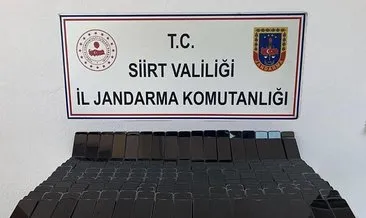 T.C.
SİİRT VALİLİĞİ
İL JANDARMA KOMUTANLIĞI